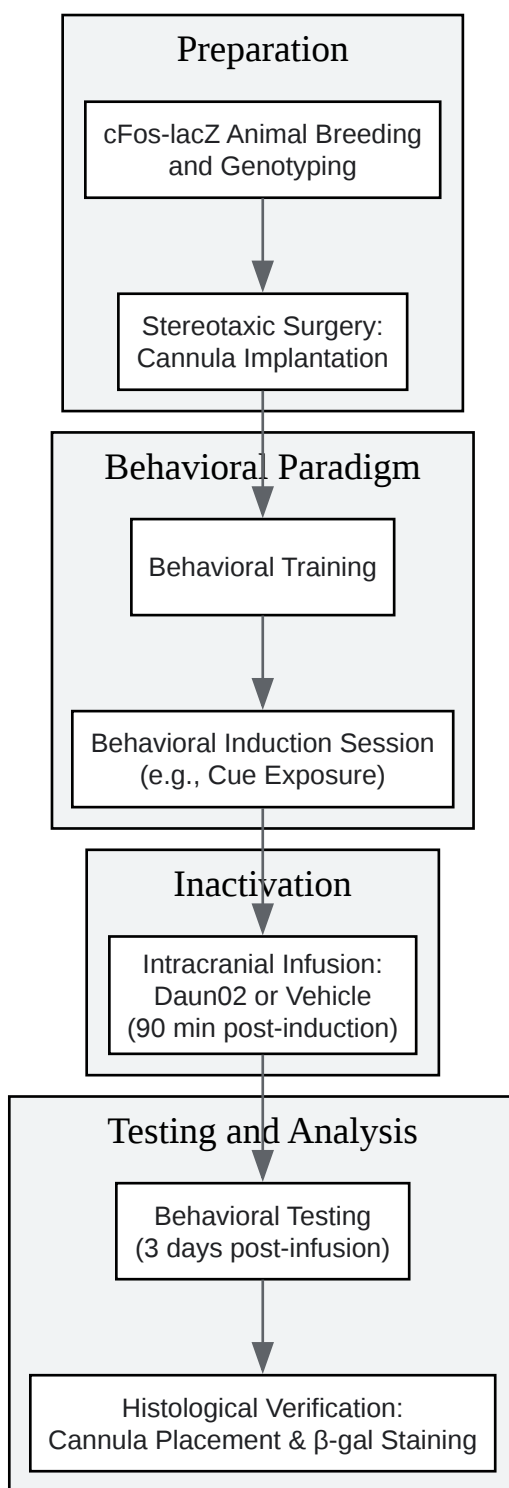 Preparation
cFos-lacZ Animal Breeding
and Genotyping
Stereotaxic Surgery:
Cannula Implantation
Behavioral Paradigm
Behavioral Training
Behavioral Induction Session
(e.g., Cue Exposure)
Inactivation
Intracranial Infusion:
Daun02 or Vehicle
(90 min post-induction)
Testing and Analysis
Behavioral Testing
(3 days post-infusion)
Histological Verification:
Cannula Placement & β-gal Staining